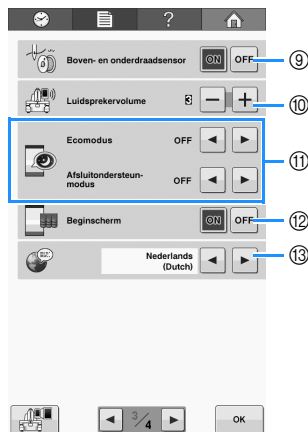 ?
Boven- en onderdraadsensor ON OFF ⑨
Luidsprekervolume 3 − + ⑩
Ecomodus OFF
⑪
Afsluitondersteun-
modus OFF
Beginscherm ON OFF ⑫
Nederlands
(Dutch) ⑬
3/4 OK